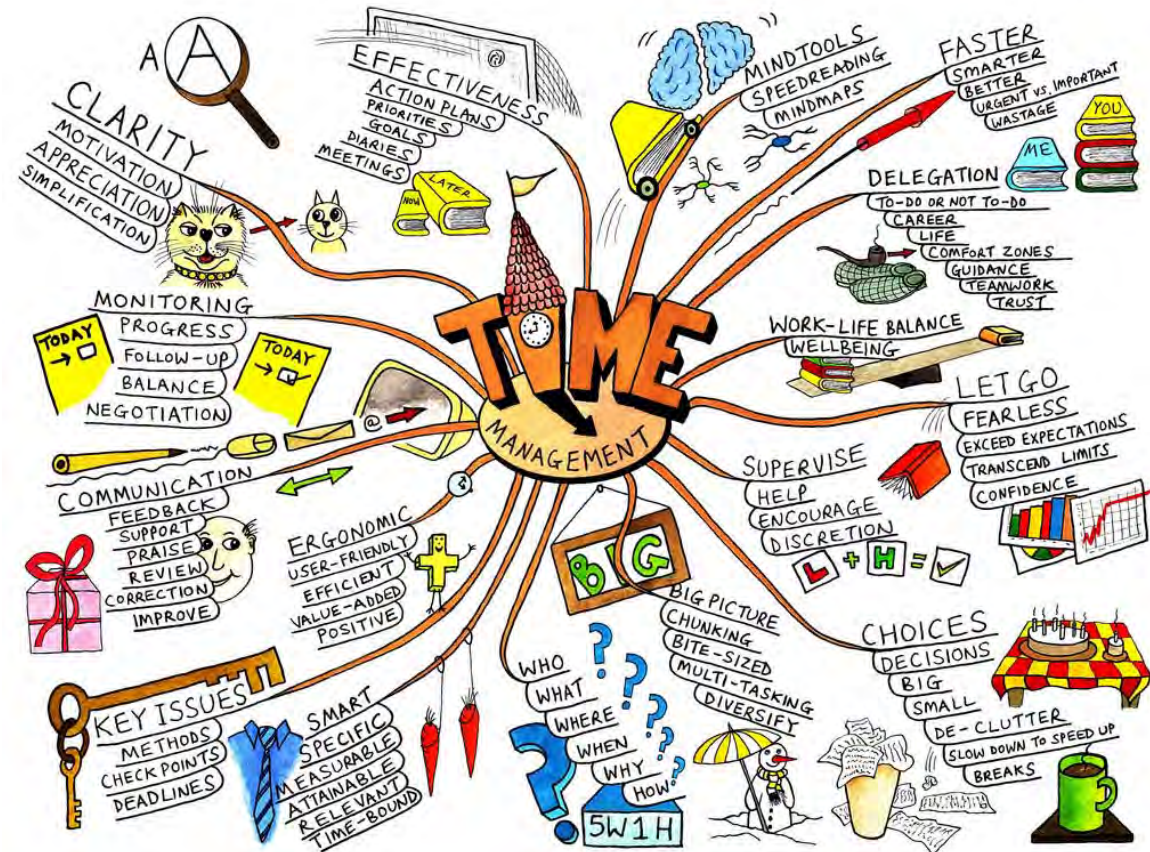 A A
CLARITY
MOTIVATION
APPRECIATION
SIMPLIFICATION
EFFECTIVENESS
ACTION PLANS
PRIORITIES
GOALS
DIARIES
MEETINGS
@
NOW
LATER
MINDTOOLS
SPEEDREADING
MINDMAPS
FASTER
SMARTER
BETTER
URGENT VS. IMPORTANT
WASTAGE
ME
YOU
DELEGATION
TO-DO OR NOT TO-DO
CAREER
LIFE
COMFORT ZONES
GUIDANCE
TEAMWORK
TRUST
TIME
MANAGEMENT
MONITORING
PROGRESS
FOLLOW-UP
BALANCE
NEGOTIATION
TODAY
TODAY
WORK-LIFE BALANCE
WELLBEING
LET GO
FEARLESS
EXCEED EXPECTATIONS
TRANSCEND LIMITS
CONFIDENCE
@
COMMUNICATION
FEEDBACK
SUPPORT
PRAISE
REVIEW
CORRECTION
IMPROVE
ERGONOMIC
USER-FRIENDLY
EFFICIENT
VALUE-ADDED
POSITIVE
SUPERVISE
HELP
ENCOURAGE
DISCRETION
L + H = ✓
BIG
BIG PICTURE
CHUNKING
BITE-SIZED
MULTI-TASKING
DIVERSIFY
CHOICES
DECISIONS
BIG
SMALL
DE-CLUTTER
SLOW DOWN TO SPEED UP
BREAKS
KEY ISSUES
METHODS
CHECK POINTS
DEADLINES
SMART
SPECIFIC
MEASURABLE
ATTAINABLE
RELEVANT
TIME-BOUND
WHO
WHAT
WHERE
WHEN
WHY
HOW
? ? ? ? ? ? ? ?
5W1H